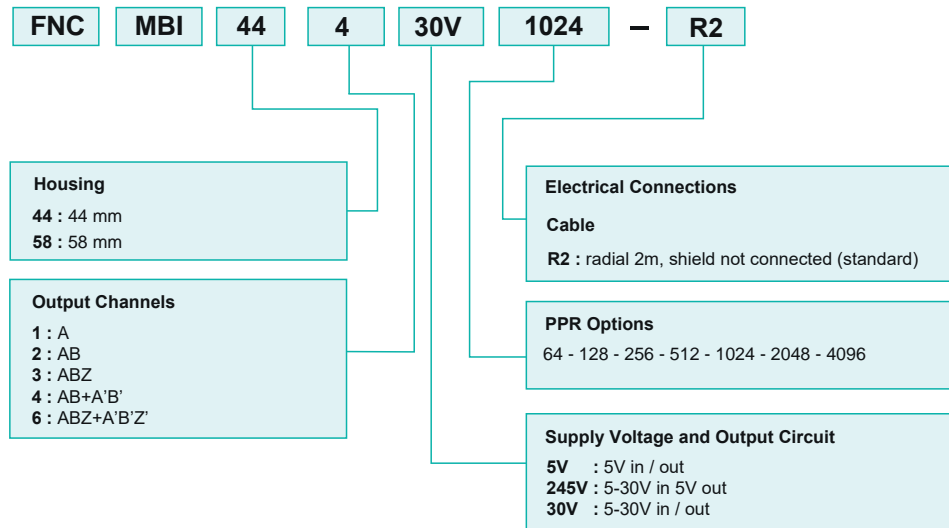 FNC MBI 44 4 30V 1024 – R2
Housing
44 : 44 mm
58 : 58 mm
Output Channels
1 : A
2 : AB
3 : ABZ
4 : AB+A’B’
6 : ABZ+A’B’Z’
Electrical Connections
Cable
R2 : radial 2m, shield not connected (standard)
PPR Options
64 - 128 - 256 - 512 - 1024 - 2048 - 4096
Supply Voltage and Output Circuit
5V : 5V in / out
245V : 5-30V in 5V out
30V : 5-30V in / out